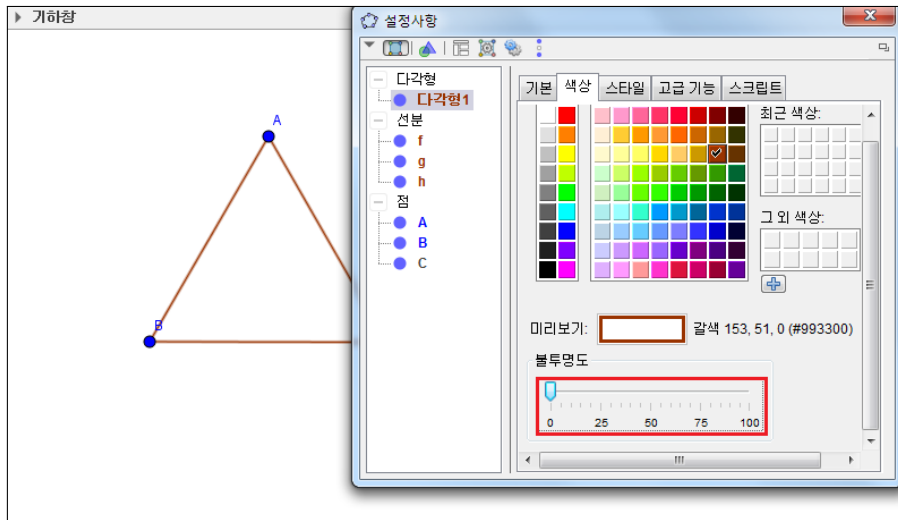 기하창
A
B
설정사항
다각형
다각형1
선분
f
g
h
점
A
B
C
기본 색상 스타일 고급 기능 스크립트
최근 색상:
그 외 색상:
미리보기: 갈색 153, 51, 0 (#993300)
불투명도
0 25 50 75 100